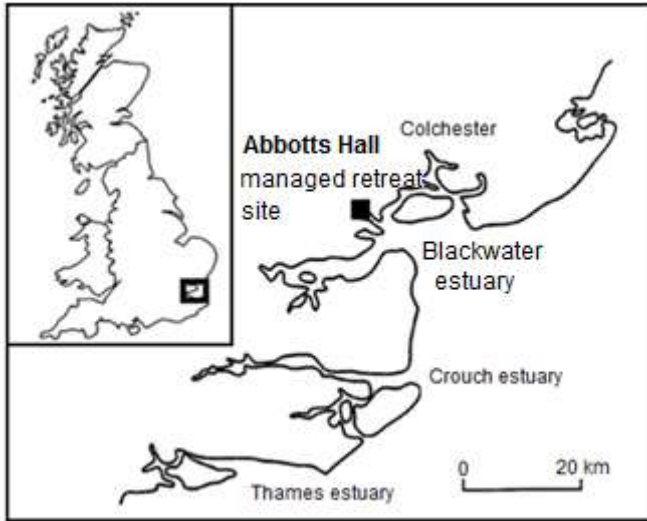 Colchester
Abbotts Hall
managed retreat
site
Blackwater
estuary
Crouch estuary
0 20 km
Thames estuary